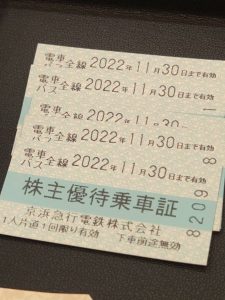 電車
バス全線 2022年11月30日まで有効
電車
バス全線 2022年11月30日まで有効
電車
バス全線 2022年11月30
電車
バス全線 2022年11月30日まで有効
電車
バス全線 2022年11月30日まで有効
株主優待乗車証
京浜急行電鉄株式会社
1人片道1回限り有効 下車前途無効
8209
8